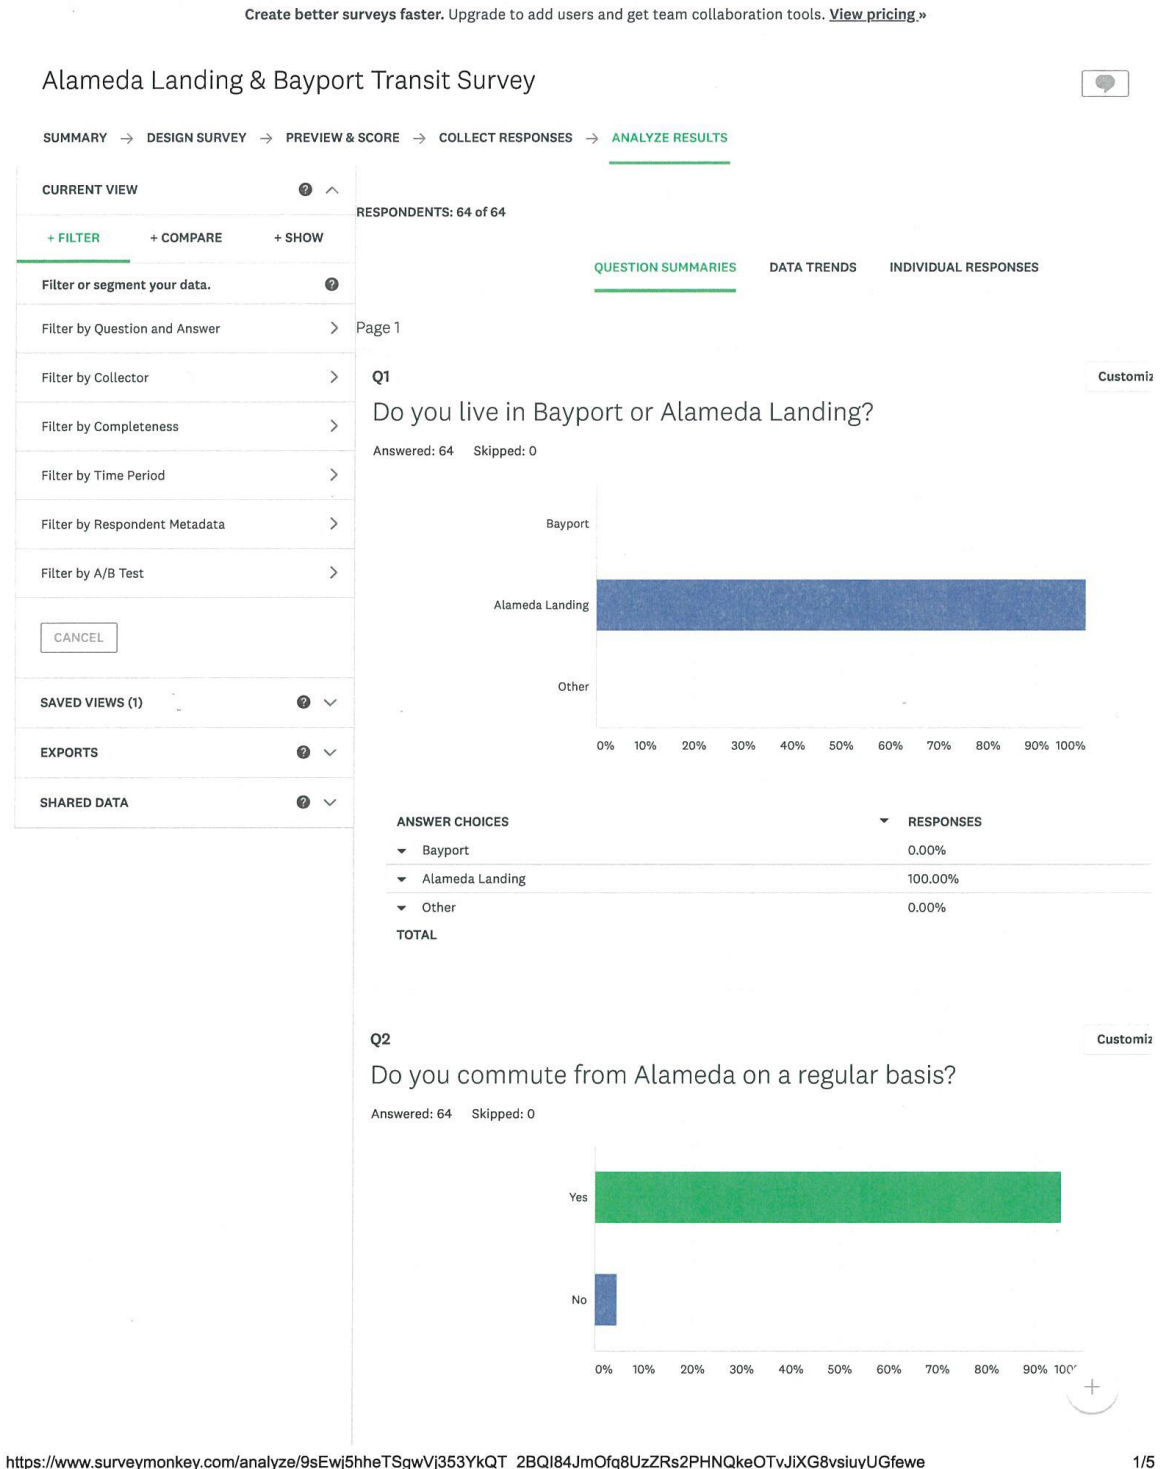 Create better surveys faster. Upgrade to add users and get team collaboration tools. View pricing »
Alameda Landing & Bayport Transit Survey
SUMMARY → DESIGN SURVEY → PREVIEW & SCORE → COLLECT RESPONSES → ANALYZE RESULTS
CURRENT VIEW
+ FILTER + COMPARE + SHOW
Filter or segment your data.
Filter by Question and Answer
Filter by Collector
Filter by Completeness
Filter by Time Period
Filter by Respondent Metadata
Filter by A/B Test
CANCEL
SAVED VIEWS (1)
EXPORTS
SHARED DATA
RESPONDENTS: 64 of 64
QUESTION SUMMARIES DATA TRENDS INDIVIDUAL RESPONSES
Page 1
Q1
Customiz
Do you live in Bayport or Alameda Landing?
Answered: 64 Skipped: 0
Bayport
Alameda Landing
Other
0% 10% 20% 30% 40% 50% 60% 70% 80% 90% 100%
ANSWER CHOICES RESPONSES
Bayport 0.00%
Alameda Landing 100.00%
Other 0.00%
TOTAL
Q2
Customiz
Do you commute from Alameda on a regular basis?
Answered: 64 Skipped: 0
Yes
No
0% 10% 20% 30% 40% 50% 60% 70% 80% 90% 100%
https://www.surveymonkey.com/analyze/9sEwj5hheTSgwVj353YkQT_2BQI84JmOfq8UzZRs2PHNQkeOTvJiXG8vsiuyUGfewe
1/5